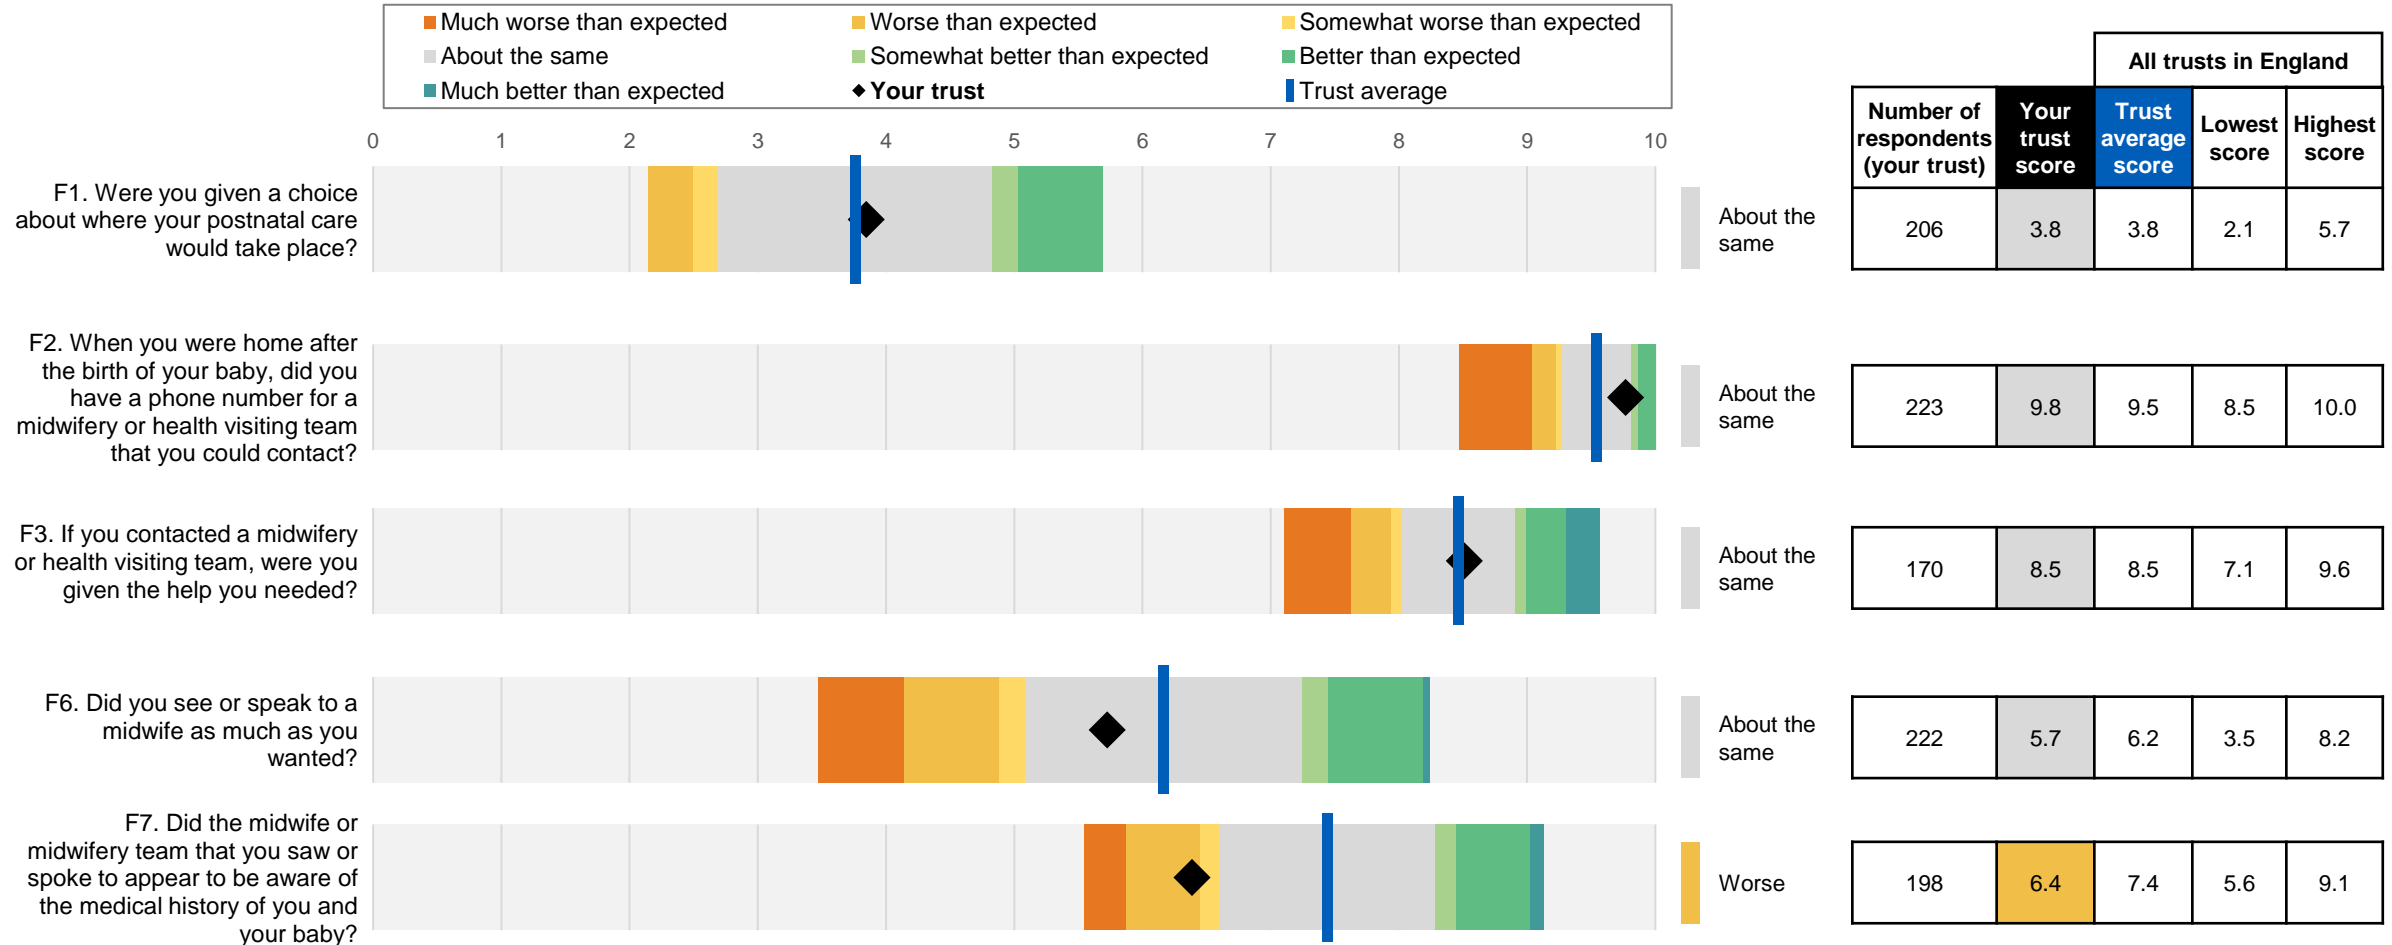 Much worse than expected
Worse than expected
Somewhat worse than expected
About the same
Somewhat better than expected
Better than expected
Much better than expected
Your trust
Trust average
All trusts in England
Number of
respondents
(your trust)
Your
trust
score
Trust
average
score
Lowest
score
Highest
score
0 1 2 3 4 5 6 7 8 9 10
F1. Were you given a choice
about where your postnatal care
would take place?
About the
same
206 3.8 3.8 2.1 5.7
F2. When you were home after
the birth of your baby, did you
have a phone number for a
midwifery or health visiting team
that you could contact?
About the
same
223 9.8 9.5 8.5 10.0
F3. If you contacted a midwifery
or health visiting team, were you
given the help you needed?
About the
same
170 8.5 8.5 7.1 9.6
F6. Did you see or speak to a
midwife as much as you
wanted?
About the
same
222 5.7 6.2 3.5 8.2
F7. Did the midwife or
midwifery team that you saw or
spoke to appear to be aware of
the medical history of you and
your baby?
Worse
198 6.4 7.4 5.6 9.1